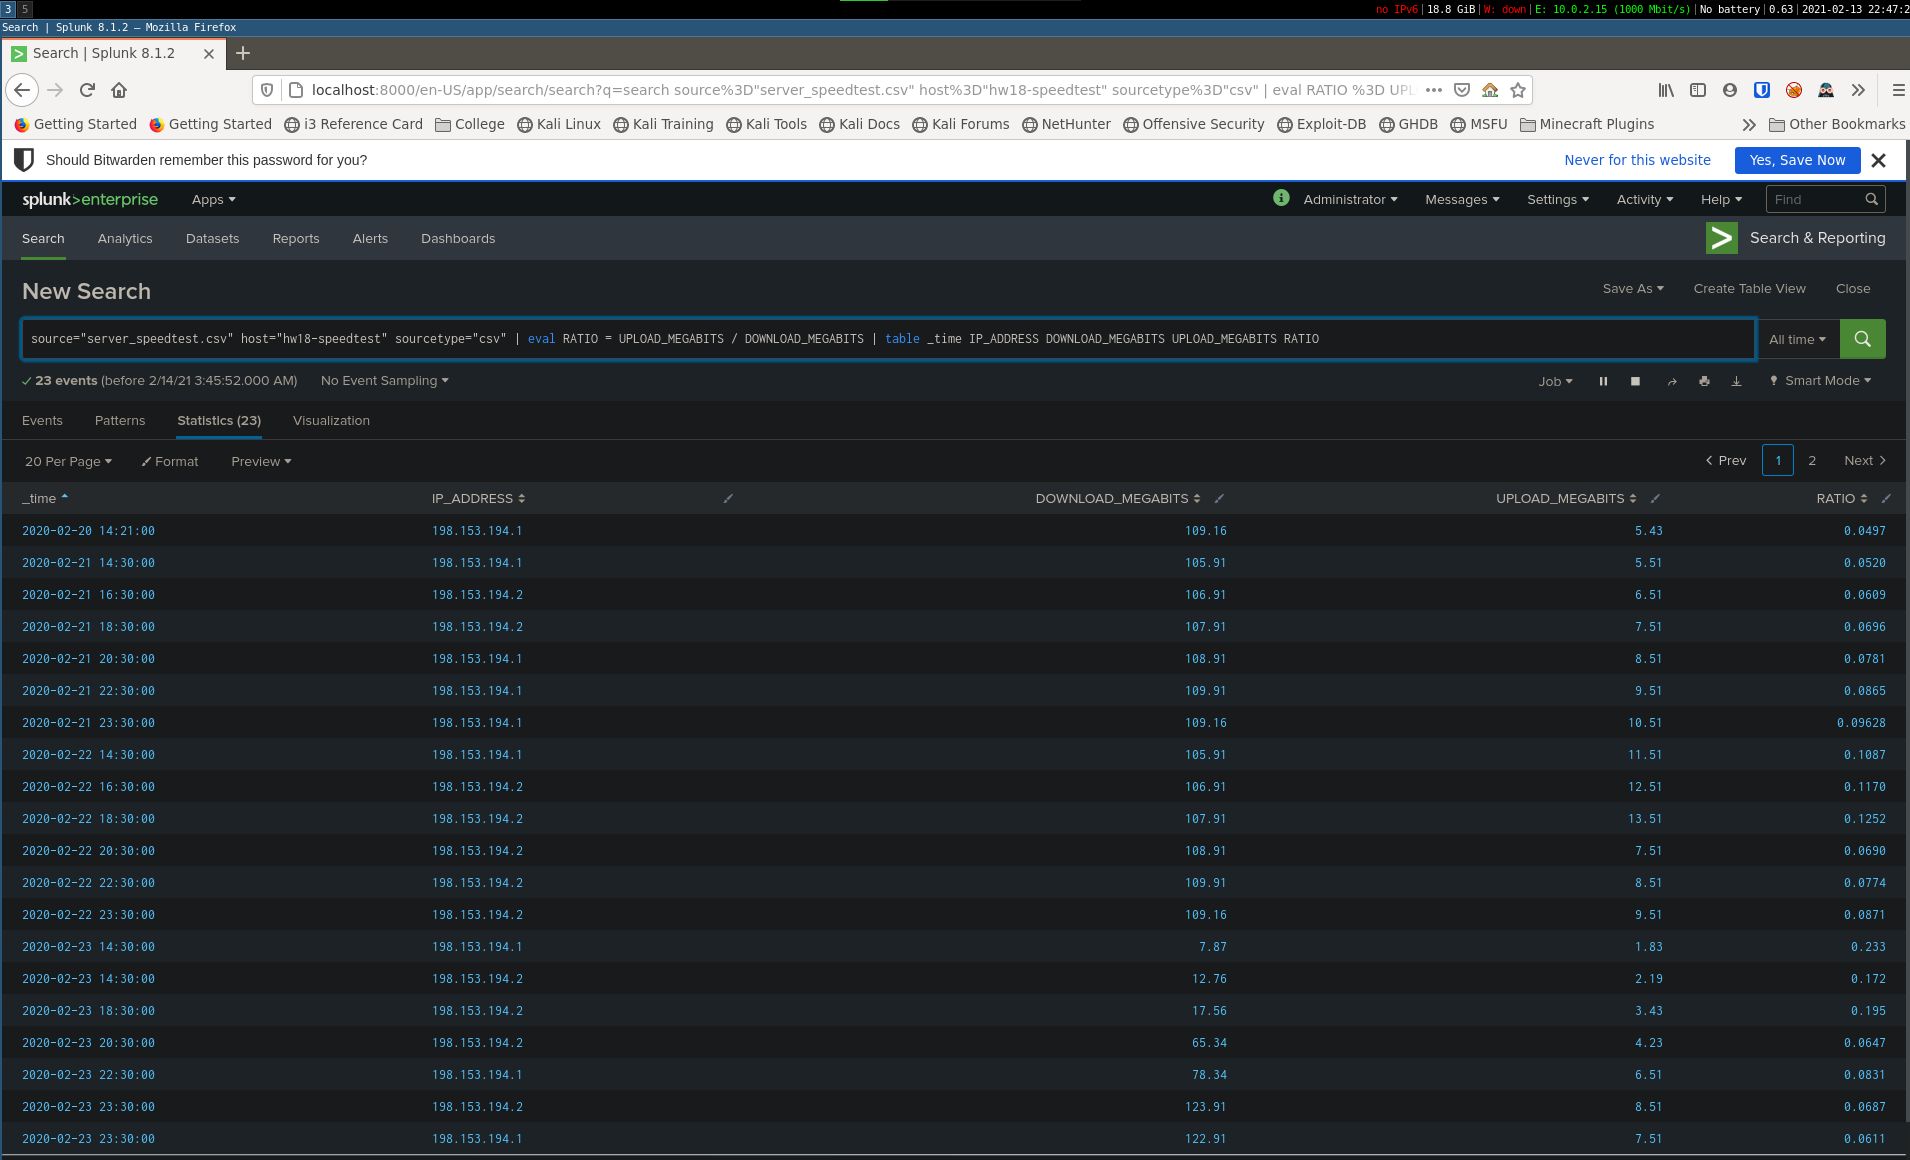 3 5 no IPv6|18.8 GiB|W: down|E: 10.0.2.15 (1000 Mbit/s)|No battery|0.63|2021-02-13 22:47:2
Search | Splunk 8.1.2 — Mozilla Firefox
Search | Splunk 8.1.2
localhost:8000/en-US/app/search/search?q=search source%3D"server_speedtest.csv" host%3D"hw18-speedtest" sourcetype%3D"csv" | eval RATIO %3D UPL
Getting Started Getting Started i3 Reference Card College Kali Linux Kali Training Kali Tools Kali Docs Kali Forums NetHunter Offensive Security Exploit-DB GHDB MSFU Minecraft Plugins Other Bookmarks
Should Bitwarden remember this password for you? Never for this website Yes, Save Now
splunk>enterprise Apps Administrator Messages Settings Activity Help Find
Search Analytics Datasets Reports Alerts Dashboards Search & Reporting
New Search Save As Create Table View Close
source="server_speedtest.csv" host="hw18-speedtest" sourcetype="csv" | eval RATIO = UPLOAD_MEGABITS / DOWNLOAD_MEGABITS | table _time IP_ADDRESS DOWNLOAD_MEGABITS UPLOAD_MEGABITS RATIO All time
23 events (before 2/14/21 3:45:52.000 AM) No Event Sampling Job Smart Mode
Events Patterns Statistics (23) Visualization
20 Per Page Format Preview Prev 1 2 Next
_time IP_ADDRESS DOWNLOAD_MEGABITS UPLOAD_MEGABITS RATIO
2020-02-20 14:21:00 198.153.194.1 109.16 5.43 0.0497
2020-02-21 14:30:00 198.153.194.1 105.91 5.51 0.0520
2020-02-21 16:30:00 198.153.194.2 106.91 6.51 0.0609
2020-02-21 18:30:00 198.153.194.2 107.91 7.51 0.0696
2020-02-21 20:30:00 198.153.194.1 108.91 8.51 0.0781
2020-02-21 22:30:00 198.153.194.1 109.91 9.51 0.0865
2020-02-21 23:30:00 198.153.194.1 109.16 10.51 0.09628
2020-02-22 14:30:00 198.153.194.1 105.91 11.51 0.1087
2020-02-22 16:30:00 198.153.194.2 106.91 12.51 0.1170
2020-02-22 18:30:00 198.153.194.2 107.91 13.51 0.1252
2020-02-22 20:30:00 198.153.194.2 108.91 7.51 0.0690
2020-02-22 22:30:00 198.153.194.2 109.91 8.51 0.0774
2020-02-22 23:30:00 198.153.194.2 109.16 9.51 0.0871
2020-02-23 14:30:00 198.153.194.1 7.87 1.83 0.233
2020-02-23 14:30:00 198.153.194.2 12.76 2.19 0.172
2020-02-23 18:30:00 198.153.194.2 17.56 3.43 0.195
2020-02-23 20:30:00 198.153.194.2 65.34 4.23 0.0647
2020-02-23 22:30:00 198.153.194.1 78.34 6.51 0.0831
2020-02-23 23:30:00 198.153.194.2 123.91 8.51 0.0687
2020-02-23 23:30:00 198.153.194.1 122.91 7.51 0.0611